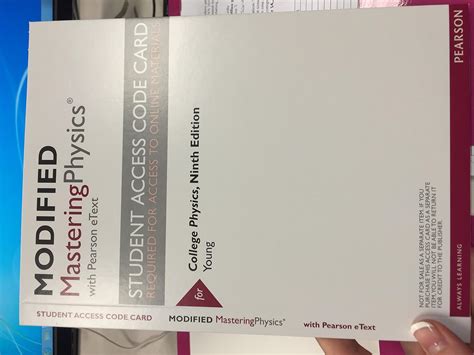 MODIFIED
MasteringPhysics®
with Pearson eText
STUDENT ACCESS CODE CARD
REQUIRED FOR ACCESS TO ONLINE MATERIALS
for
College Physics, Ninth Edition
Young
NOT FOR SALE AS A SEPARATE ITEM. IF YOU
PURCHASE THIS ACCESS CARD AS A SEPARATE
ITEM, YOU WILL NOT BE ABLE TO RETURN IT
FOR CREDIT TO THE PUBLISHER.
PEARSON
ALWAYS LEARNING
STUDENT ACCESS CODE CARD
MODIFIED MasteringPhysics®
with Pearson eText